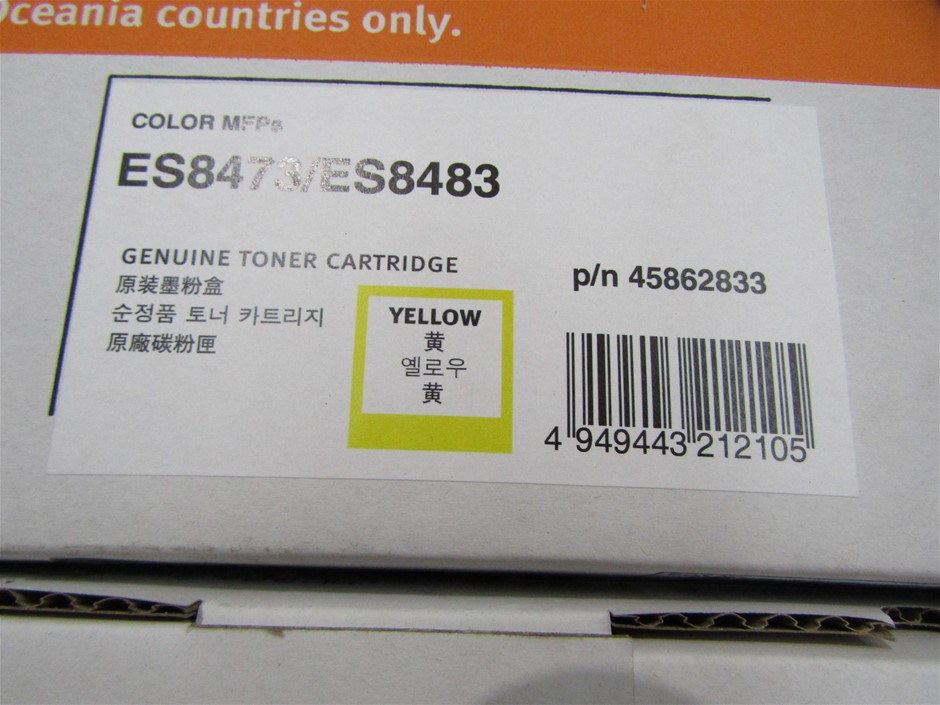 Oceania countries only.
COLOR MFPs
ES8473/ES8483
GENUINE TONER CARTRIDGE
原装墨粉盒
순정품 토너 카트리지
原廠碳粉匣
p/n 45862833
YELLOW
黄
옐로우
黃
4 949443 212105